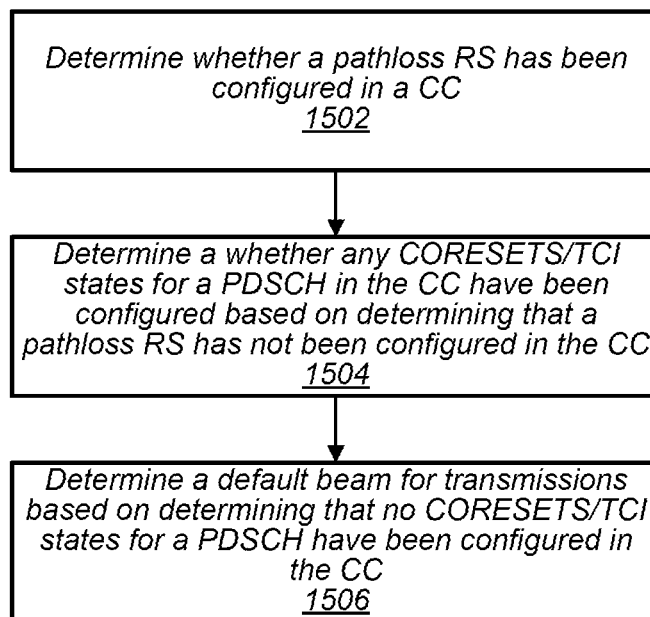 Determine whether a pathloss RS has been
configured in a CC
1502
Determine a whether any CORESETS/TCI
states for a PDSCH in the CC have been
configured based on determining that a
pathloss RS has not been configured in the CC
1504
Determine a default beam for transmissions
based on determining that no CORESETS/TCI
states for a PDSCH have been configured in
the CC
1506